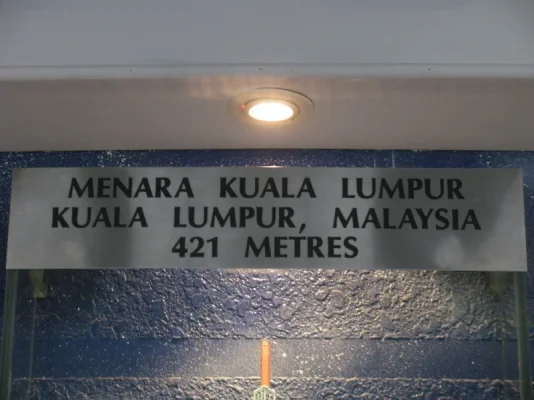 MENARA KUALA LUMPUR
KUALA LUMPUR, MALAYSIA
421 METRES